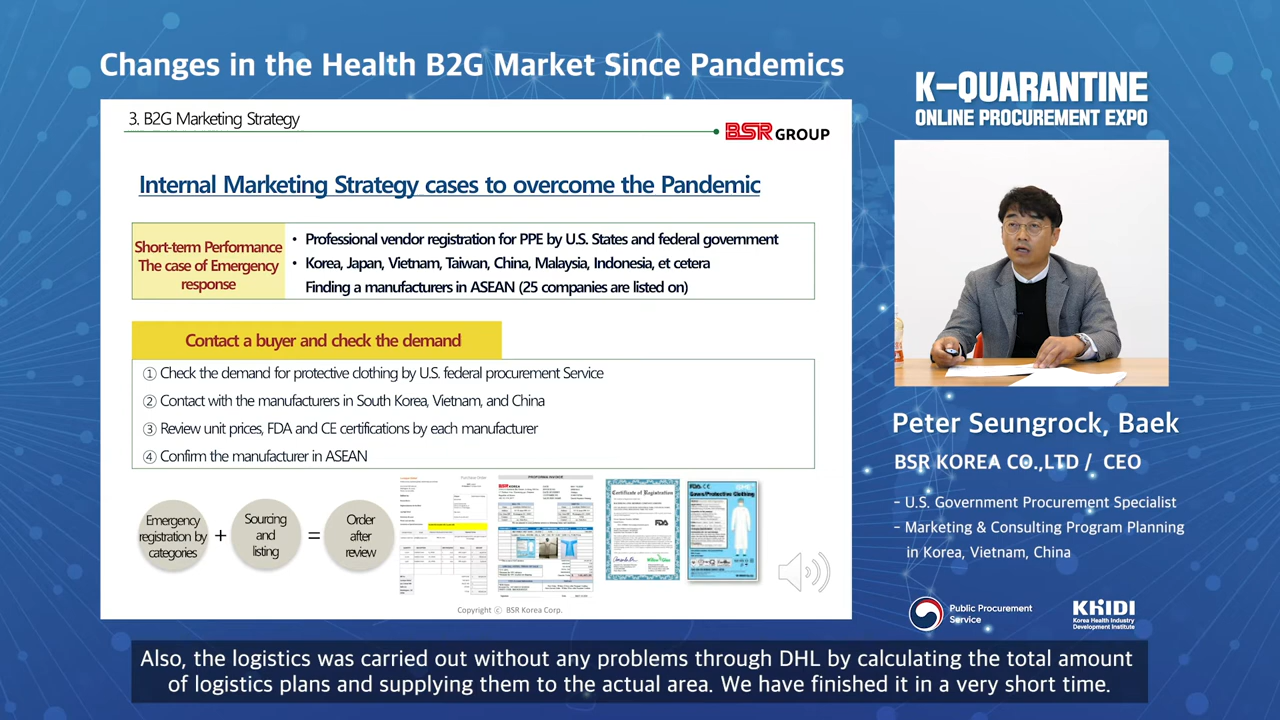 Changes in the Health B2G Market Since Pandemics
K-QUARANTINE
ONLINE PROCUREMENT EXPO
3. B2G Marketing Strategy
BSR GROUP
Internal Marketing Strategy cases to overcome the Pandemic
Short-term Performance
The case of Emergency
response
• Professional vendor registration for PPE by U.S. States and federal government
• Korea, Japan, Vietnam, Taiwan, China, Malaysia, Indonesia, et cetera
Finding a manufacturers in ASEAN (25 companies are listed on)
Contact a buyer and check the demand
① Check the demand for protective clothing by U.S. federal procurement Service
② Contact with the manufacturers in South Korea, Vietnam, and China
③ Review unit prices, FDA and CE certifications by each manufacturer
④ Confirm the manufacturer in ASEAN
Emergency
registration by
categories
+
Sourcing
and
listing
=
Order
after
review
PROFORMA INVOICE
Certificate of Registration
FDA
Gown/Protective Clothing
Copyright ⓒ BSR Korea Corp.
Peter Seungrock, Baek
BSR KOREA CO.,LTD / CEO
- U.S. Government Procurement Specialist
- Marketing & Consulting Program Planning
in Korea, Vietnam, China
Public Procurement
Service
KHIDI
Korea Health Industry
Development Institute
Also, the logistics was carried out without any problems through DHL by calculating the total amount
of logistics plans and supplying them to the actual area. We have finished it in a very short time.